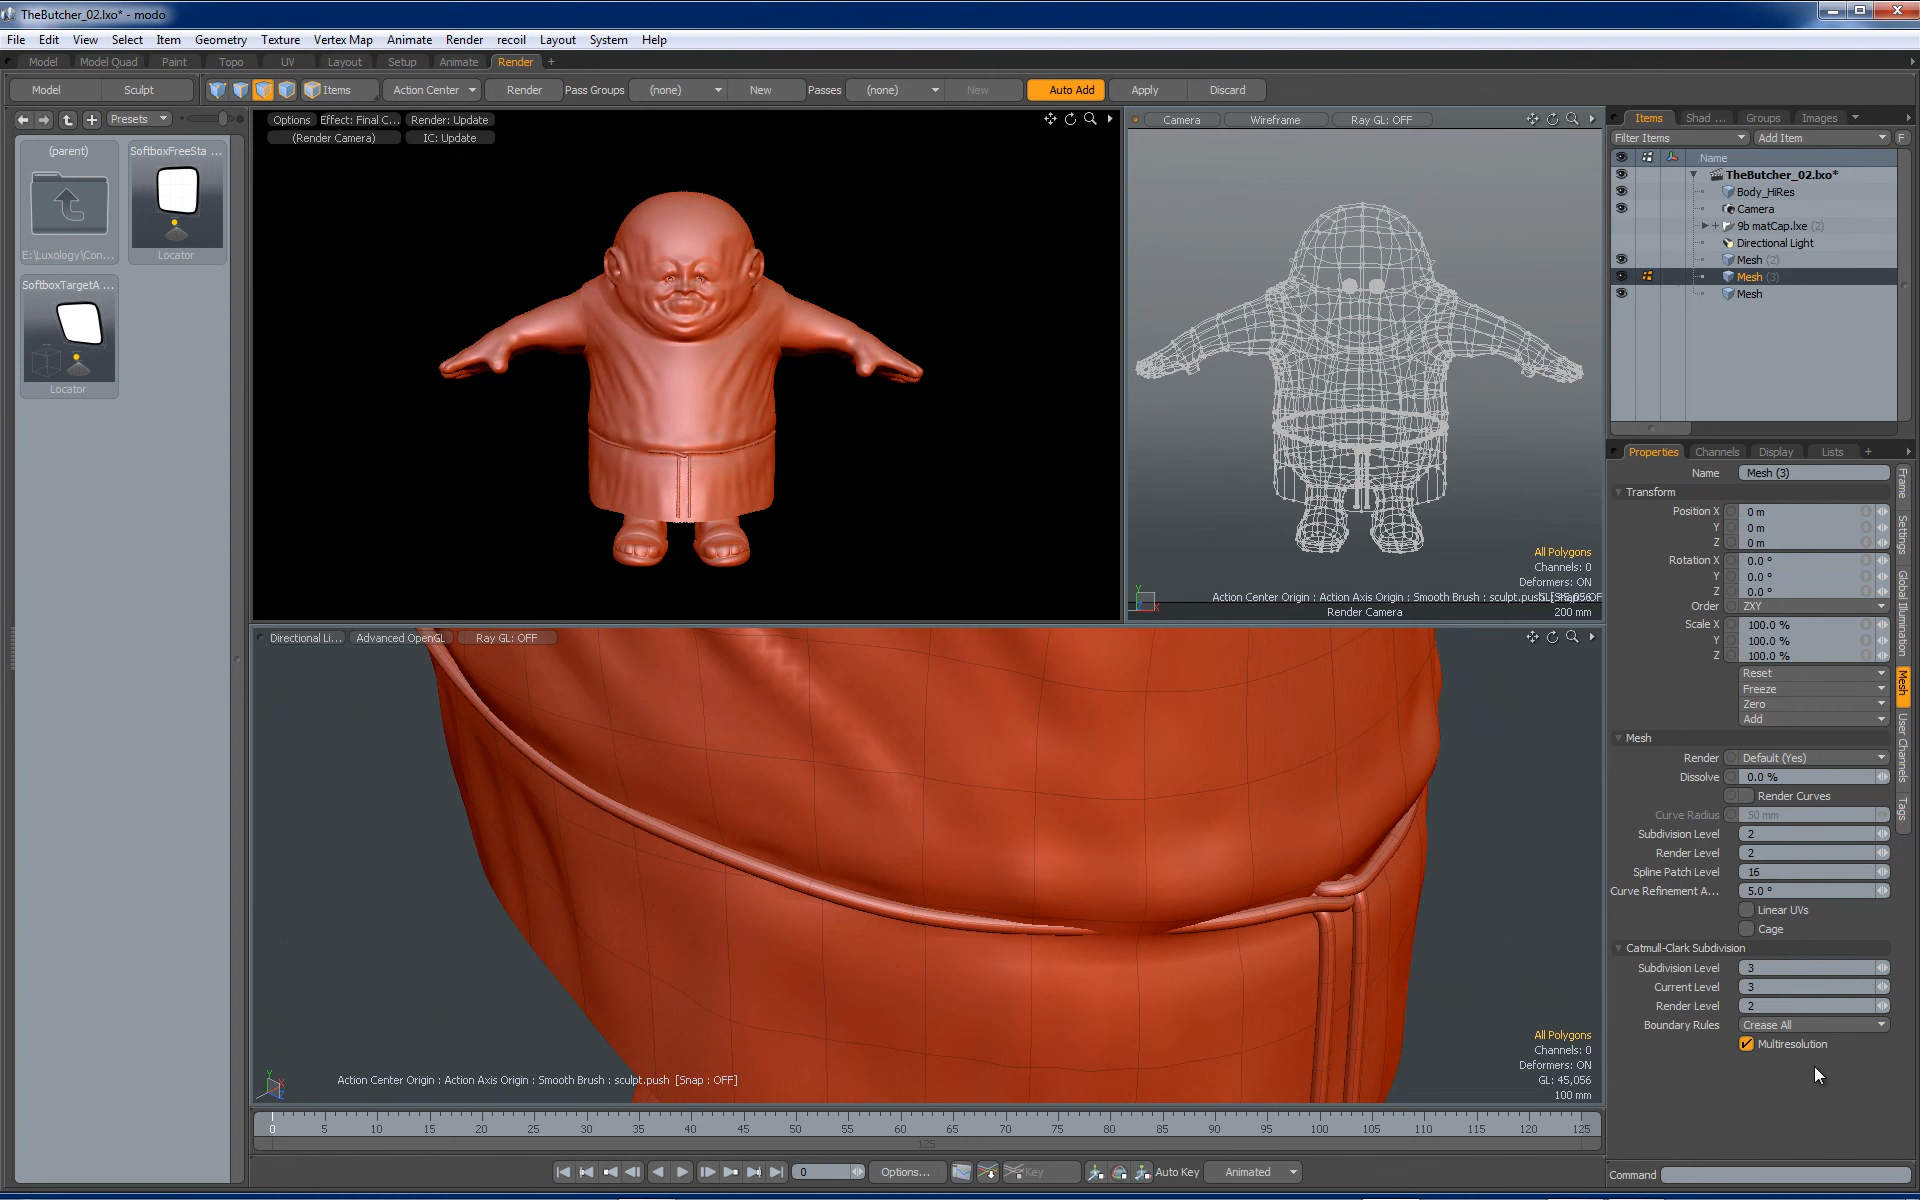 TheButcher_02.lxo* - modo
File Edit View Select Item Geometry Texture Vertex Map Animate Render recoil Layout System Help
Model Model Quad Paint Topo UV Layout Setup Animate Render +
Model Sculpt Items Action Center Render Pass Groups (none) New Passes (none) New Auto Add Apply Discard
Presets
(parent)
E:\Luxology\Con...
SoftboxFreeSta ...
Locator
SoftboxTargetA ...
Locator
Options Effect: Final C... Render: Update
(Render Camera) IC: Update
Camera Wireframe Ray GL: OFF
All Polygons
Channels: 0
Deformers: ON
Action Center Origin : Action Axis Origin : Smooth Brush : sculpt.push
Render Camera
200 mm
Directional Li... Advanced OpenGL Ray GL: OFF
Action Center Origin : Action Axis Origin : Smooth Brush : sculpt.push [Snap : OFF]
All Polygons
Channels: 0
Deformers: ON
GL: 45,056
100 mm
0 5 10 15 20 25 30 35 40 45 50 55 60 65 70 75 80 85 90 95 100 105 110 115 120 125
125
0 Options... Key Auto Key Animated
Items Shad ... Groups Images
Filter Items Add Item F
Name
TheButcher_02.lxo*
Body_HiRes
Camera
9b matCap.lxe (2)
Directional Light
Mesh (2)
Mesh (3)
Mesh
Properties Channels Display Lists +
Name Mesh (3)
Transform
Position X 0 m
Y 0 m
Z 0 m
Rotation X 0.0 °
Y 0.0 °
Z 0.0 °
Order ZXY
Scale X 100.0 %
Y 100.0 %
Z 100.0 %
Reset
Freeze
Zero
Add
Mesh
Render Default (Yes)
Dissolve 0.0 %
Render Curves
Curve Radius 50 mm
Subdivision Level 2
Render Level 2
Spline Patch Level 16
Curve Refinement A... 5.0 °
Linear UVs
Cage
Catmull-Clark Subdivision
Subdivision Level 3
Current Level 3
Render Level 2
Boundary Rules Crease All
Multiresolution
Frame
Settings
Global Illumination
Mesh
User Channels
Tags
Command